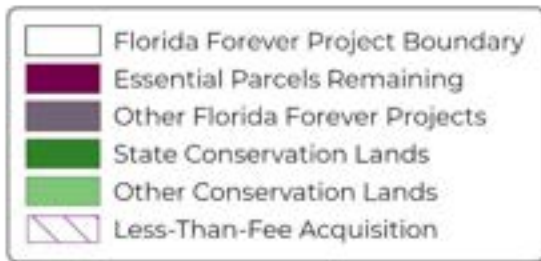 Florida Forever Project Boundary
Essential Parcels Remaining
Other Florida Forever Projects
State Conservation Lands
Other Conservation Lands
Less-Than-Fee Acquisition